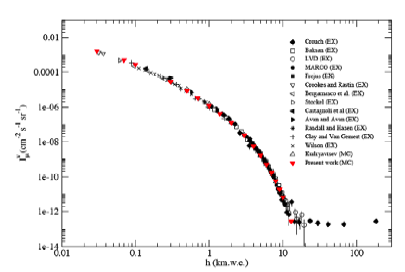 0.01
0.0001
1e-06
1e-08
1e-10
1e-12
1e-14
0.01
0.1
1
10
100
h (km.w.e.)
Crouch (EX)
LVD (EX)
MACRO (EX)
Frejus (EX)
Crookes and Rastin (EX)
Bergamasco et al. (EX)
Stockel (EX)
Castagnoli et al (EX)
Avan and Avan (EX)
Randall and Hazen (EX)
Clay and Van Gemert (EX)
Wilson (EX)
Kudryavtsev (MC)
Present work (MC)